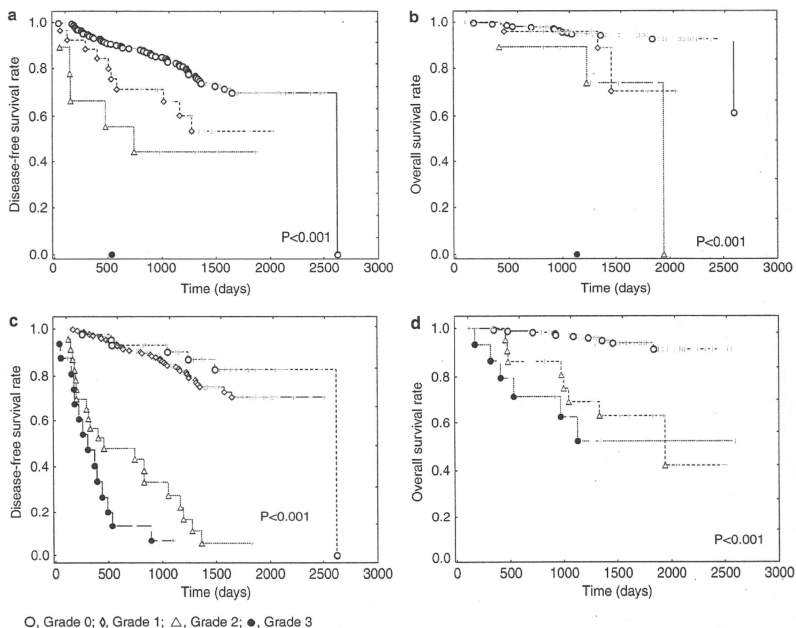 a
Disease-free survival rate
1.0
0.8
0.6
0.4
0.2
0.0
P<0.001
0 500 1000 1500 2000 2500 3000
Time (days)
b
Overall survival rate
1.0
0.8
0.6
0.4
0.2
0.0
P<0.001
0 500 1000 1500 2000 2500 3000
Time (days)
c
Disease-free survival rate
1.0
0.8
0.6
0.4
0.2
0.0
P<0.001
0 500 1000 1500 2000 2500 3000
Time (days)
d
Overall survival rate
1.0
0.8
0.6
0.4
0.2
0.0
P<0.001
0 500 1000 1500 2000 2500 3000
Time (days)
○, Grade 0; ◊, Grade 1; △, Grade 2; ●, Grade 3